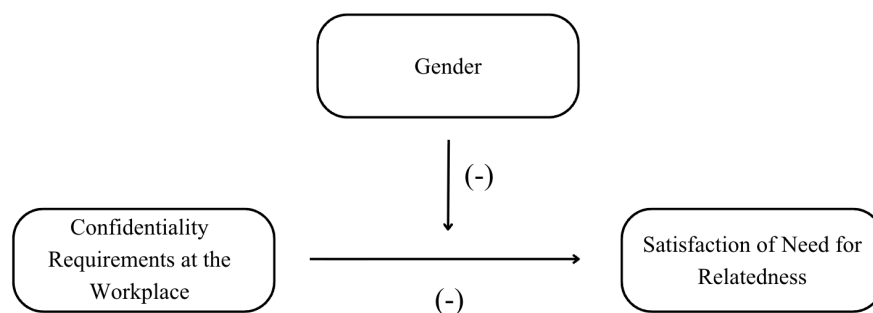 Gender
(-)
Confidentiality
Requirements at the
Workplace
Satisfaction of Need for
Relatedness
(-)